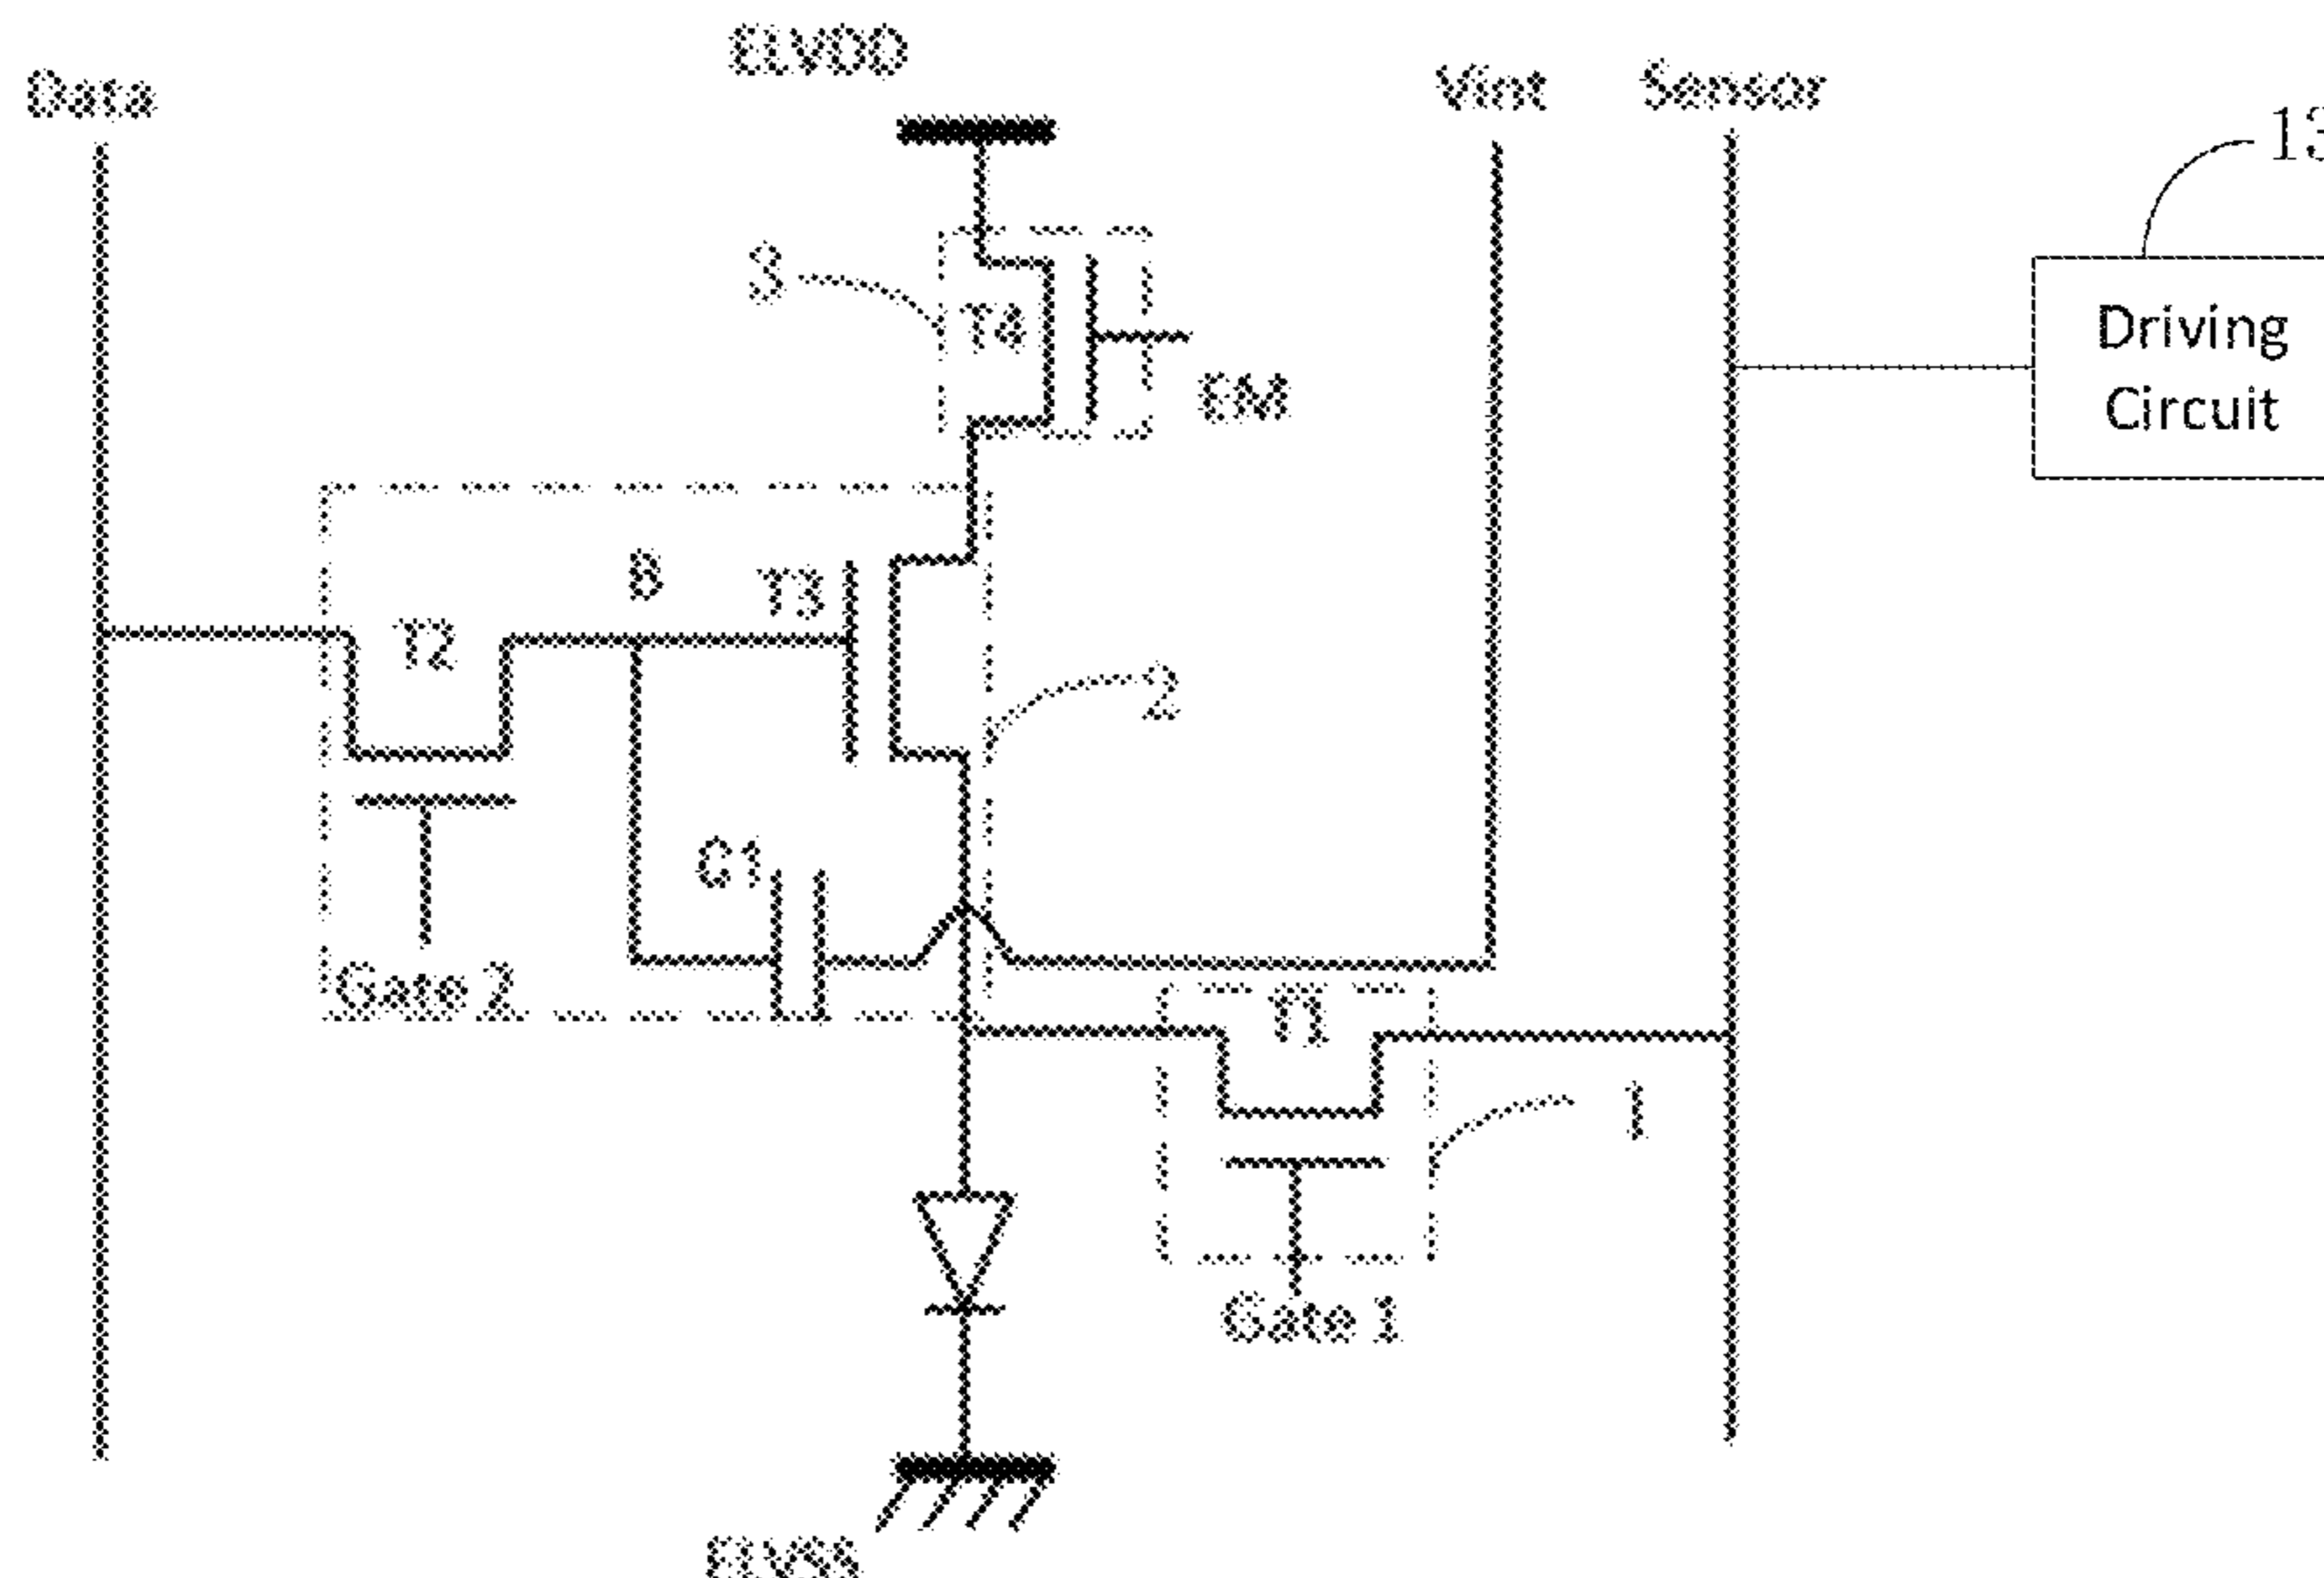 ELVDD
Data
Vint
Sensor
13
3
T4
Driving
Circuit
EM
B
T3
T2
2
C1
Gate 2
T1
1
Gate 1
ELVSS